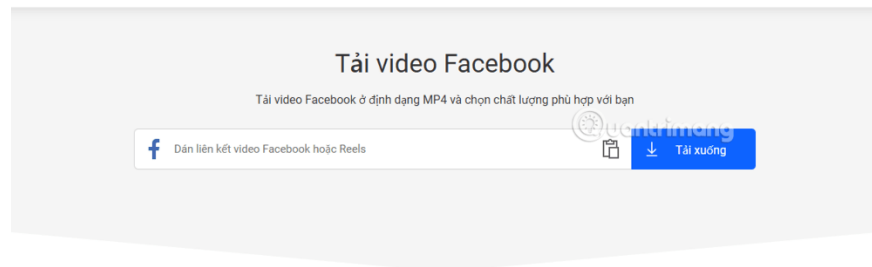 Tải video Facebook
Tải video Facebook ở định dạng MP4 và chọn chất lượng phù hợp với bạn
Quantrimang
Dán liên kết video Facebook hoặc Reels
Tải xuống